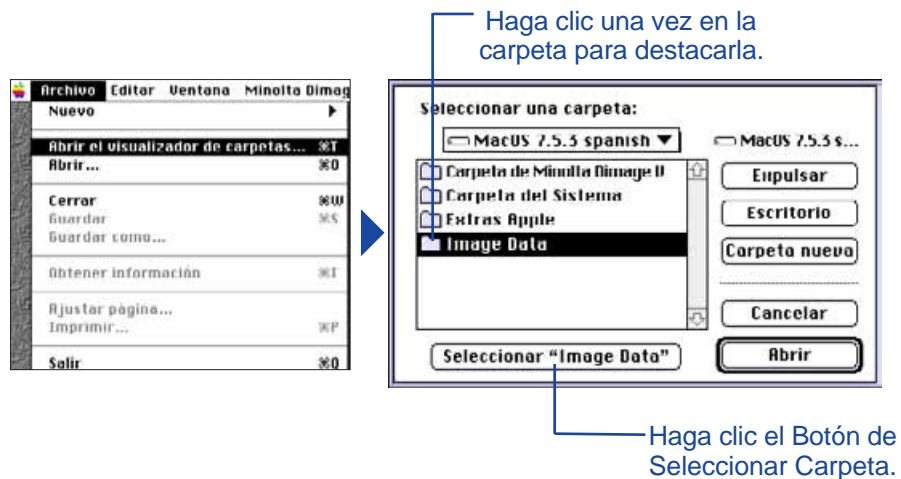 Haga clic una vez en la
carpeta para destacarla.
Archivo Editar Ventana Minolta Dimag
Nuevo
Abrir el visualizador de carpetas... ⌘T
Abrir... ⌘O
Cerrar ⌘W
Guardar ⌘S
Guardar como...
Obtener información ⌘I
Ajustar página...
Imprimir... ⌘P
Salir ⌘Q
Seleccionar una carpeta:
MacOS 7.5.3 spanish
MacOS 7.5.3 s...
Carpeta de Minolta Dimage V
Carpeta del Sistema
Extras Apple
Image Data
Expulsar
Escritorio
Carpeta nueva
Cancelar
Seleccionar “Image Data”
Abrir
Haga clic el Botón de
Seleccionar Carpeta.